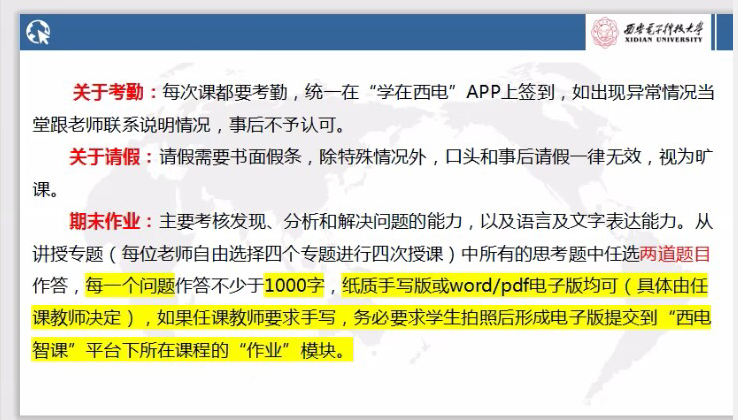 西安电子科技大学
XIDIAN UNIVERSITY
关于考勤：每次课都要考勤，统一在“学在西电”APP上签到，如出现异常情况当
堂跟老师联系说明情况，事后不予认可。
关于请假：请假需要书面假条，除特殊情况外，口头和事后请假一律无效，视为旷
课。
期末作业：主要考核发现、分析和解决问题的能力，以及语言及文字表达能力。从
讲授专题（每位老师自由选择四个专题进行四次授课）中所有的思考题中任选两道题目
作答，每一个问题作答不少于1000字，纸质手写版或word/pdf电子版均可（具体由任
课教师决定），如果任课教师要求手写，务必要求学生拍照后形成电子版提交到“西电
智课”平台下所在课程的“作业”模块。